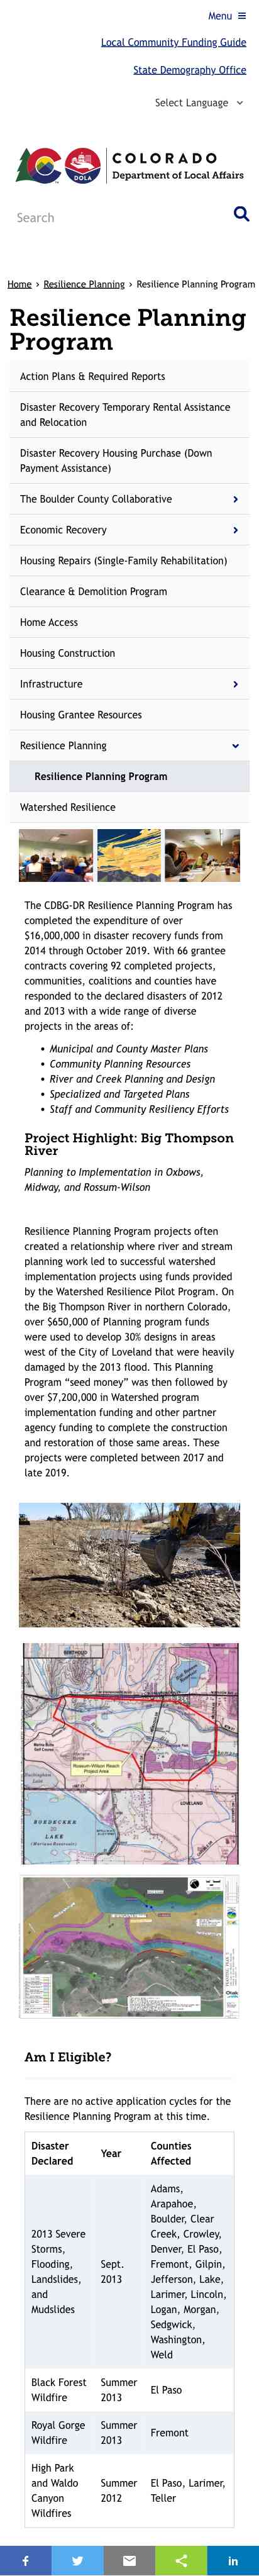 Menu ≡
Local Community Funding Guide
State Demography Office
Select Language
C
DOLA
COLORADO
Department of Local Affairs
Search
Home › Resilience Planning › Resilience Planning Program
Resilience Planning
Program
Action Plans & Required Reports
Disaster Recovery Temporary Rental Assistance
and Relocation
Disaster Recovery Housing Purchase (Down
Payment Assistance)
The Boulder County Collaborative
Economic Recovery
Housing Repairs (Single-Family Rehabilitation)
Clearance & Demolition Program
Home Access
Housing Construction
Infrastructure
Housing Grantee Resources
Resilience Planning
Resilience Planning Program
Watershed Resilience
The CDBG-DR Resilience Planning Program has
completed the expenditure of over
$16,000,000 in disaster recovery funds from
2014 through October 2019. With 66 grantee
contracts covering 92 completed projects,
communities, coalitions and counties have
responded to the declared disasters of 2012
and 2013 with a wide range of diverse
projects in the areas of:
• Municipal and County Master Plans
• Community Planning Resources
• River and Creek Planning and Design
• Specialized and Targeted Plans
• Staff and Community Resiliency Efforts
Project Highlight: Big Thompson
River
Planning to Implementation in Oxbows,
Midway, and Rossum-Wilson
Resilience Planning Program projects often
created a relationship where river and stream
planning work led to successful watershed
implementation projects using funds provided
by the Watershed Resilience Pilot Program. On
the Big Thompson River in northern Colorado,
over $650,000 of Planning program funds
were used to develop 30% designs in areas
west of the City of Loveland that were heavily
damaged by the 2013 flood. This Planning
Program “seed money” was then followed by
over $7,200,000 in Watershed program
implementation funding and other partner
agency funding to complete the construction
and restoration of those same areas. These
projects were completed between 2017 and
late 2019.
Rossum-Wilson Reach
Project Area
LOVELAND
BOEDECKER
LAKE
Am I Eligible?
There are no active application cycles for the
Resilience Planning Program at this time.
Disaster
Declared
Year
Counties
Affected
2013 Severe
Storms,
Flooding,
Landslides,
and
Mudslides
Sept.
2013
Adams,
Arapahoe,
Boulder, Clear
Creek, Crowley,
Denver, El Paso,
Fremont, Gilpin,
Jefferson, Lake,
Larimer, Lincoln,
Logan, Morgan,
Sedgwick,
Washington,
Weld
Black Forest
Wildfire
Summer
2013
El Paso
Royal Gorge
Wildfire
Summer
2013
Fremont
High Park
and Waldo
Canyon
Wildfires
Summer
2012
El Paso, Larimer,
Teller